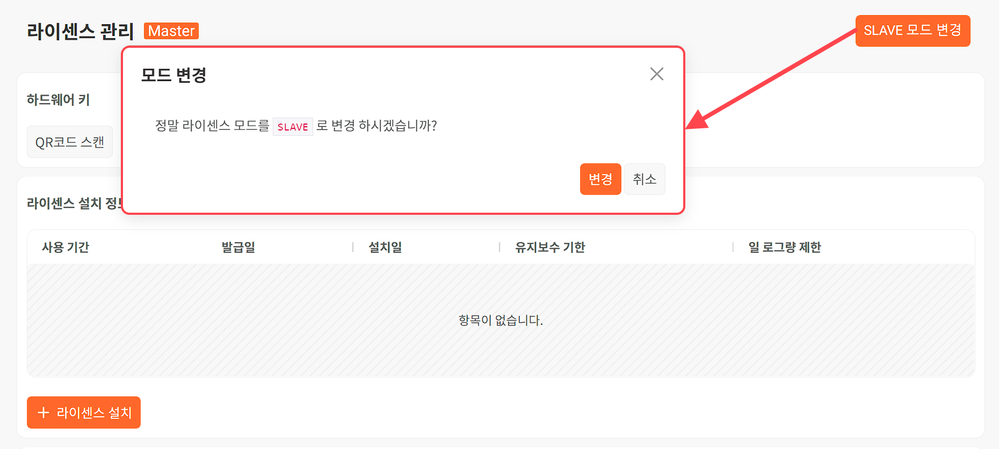 라이센스 관리 Master
SLAVE 모드 변경
모드 변경
정말 라이센스 모드를 SLAVE 로 변경 하시겠습니까?
변경 취소
하드웨어 키
QR코드 스캔
라이센스 설치
사용 기간 발급일 설치일 유지보수 기한 일 로그량 제한
항목이 없습니다.
라이센스 설치